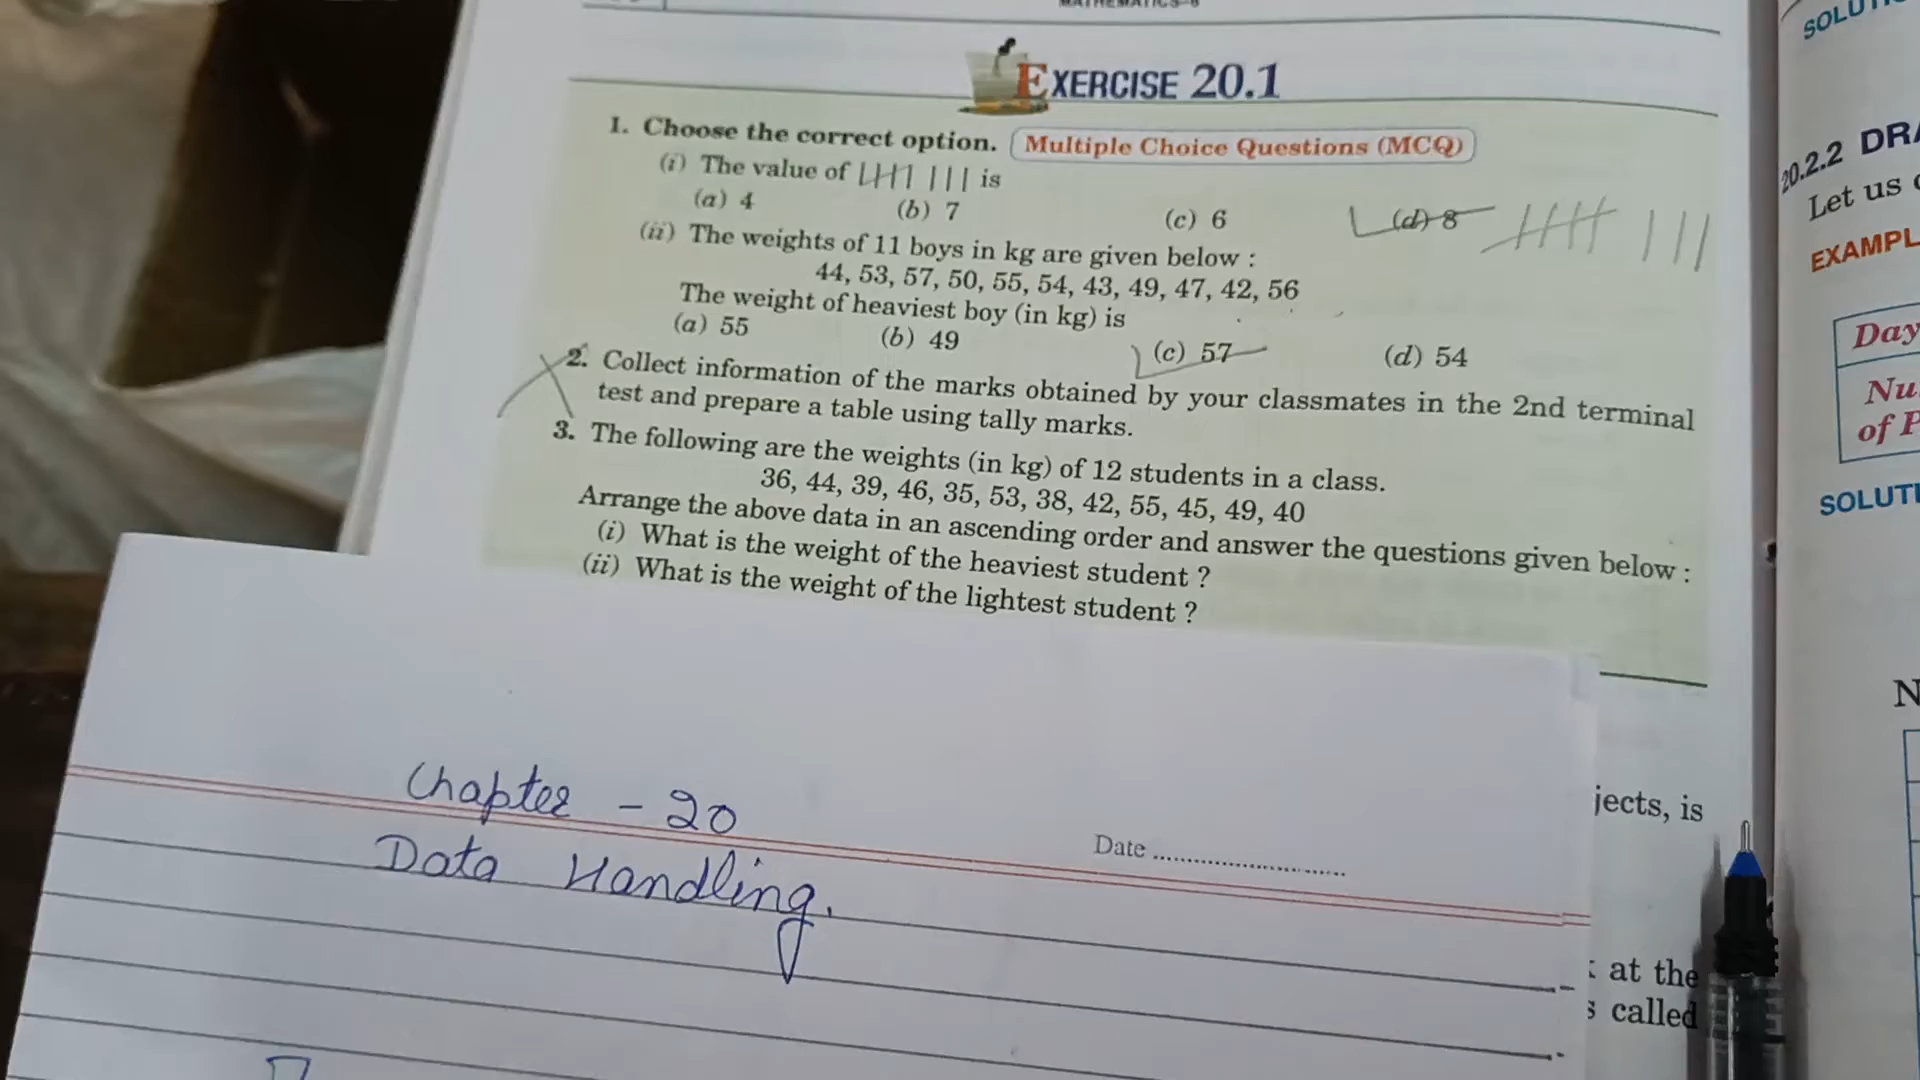 EXERCISE 20.1
1. Choose the correct option. Multiple Choice Questions (MCQ)
(i) The value of 𝍸 ||| is
(a) 4 (b) 7 (c) 6 (d) 8 𝍸 |||
(ii) The weights of 11 boys in kg are given below :
44, 53, 57, 50, 55, 54, 43, 49, 47, 42, 56
The weight of heaviest boy (in kg) is
(a) 55 (b) 49 (c) 57 (d) 54
2. Collect information of the marks obtained by your classmates in the 2nd terminal
test and prepare a table using tally marks.
3. The following are the weights (in kg) of 12 students in a class.
36, 44, 39, 46, 35, 53, 38, 42, 55, 45, 49, 40
Arrange the above data in an ascending order and answer the questions given below :
(i) What is the weight of the heaviest student ?
(ii) What is the weight of the lightest student ?
jects, is
at the
called
Chapter - 20
Date
Data Handling.
20.2.2
Let us
Day
of